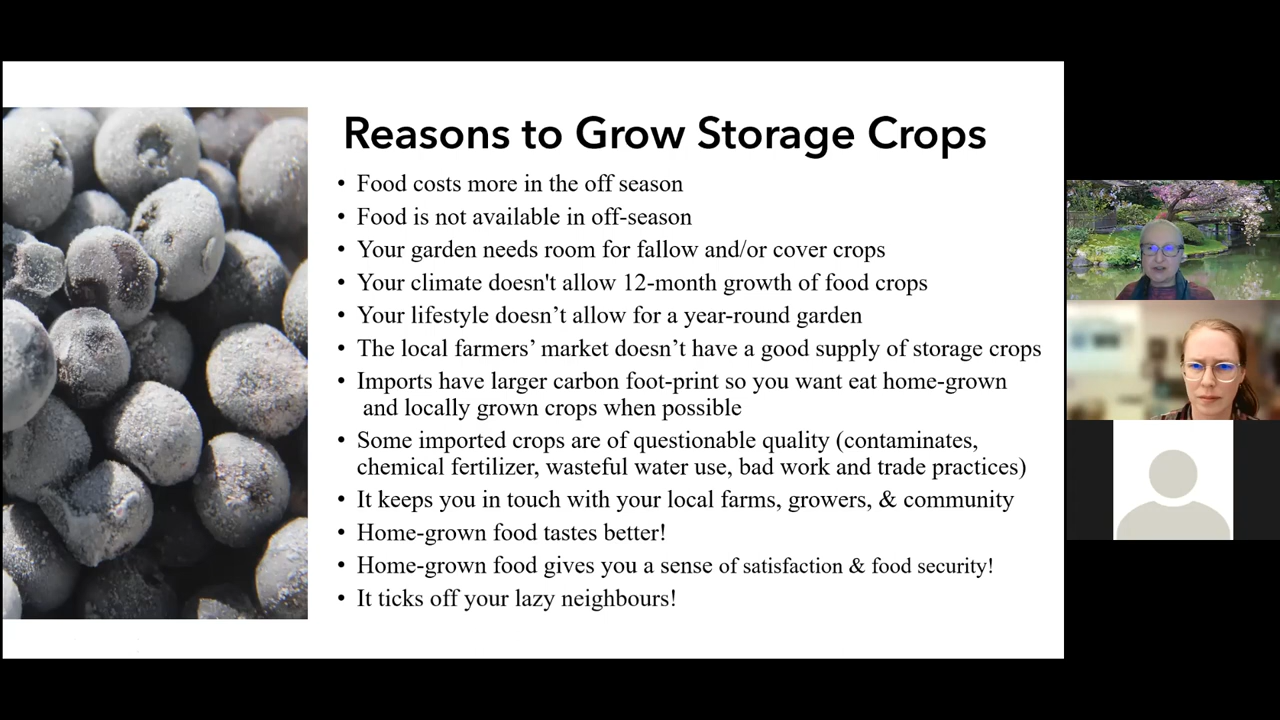 Reasons to Grow Storage Crops
• Food costs more in the off season
• Food is not available in off-season
• Your garden needs room for fallow and/or cover crops
• Your climate doesn't allow 12-month growth of food crops
• Your lifestyle doesn’t allow for a year-round garden
• The local farmers’ market doesn’t have a good supply of storage crops
• Imports have larger carbon foot-print so you want eat home-grown
and locally grown crops when possible
• Some imported crops are of questionable quality (contaminates,
chemical fertilizer, wasteful water use, bad work and trade practices)
• It keeps you in touch with your local farms, growers, & community
• Home-grown food tastes better!
• Home-grown food gives you a sense of satisfaction & food security!
• It ticks off your lazy neighbours!